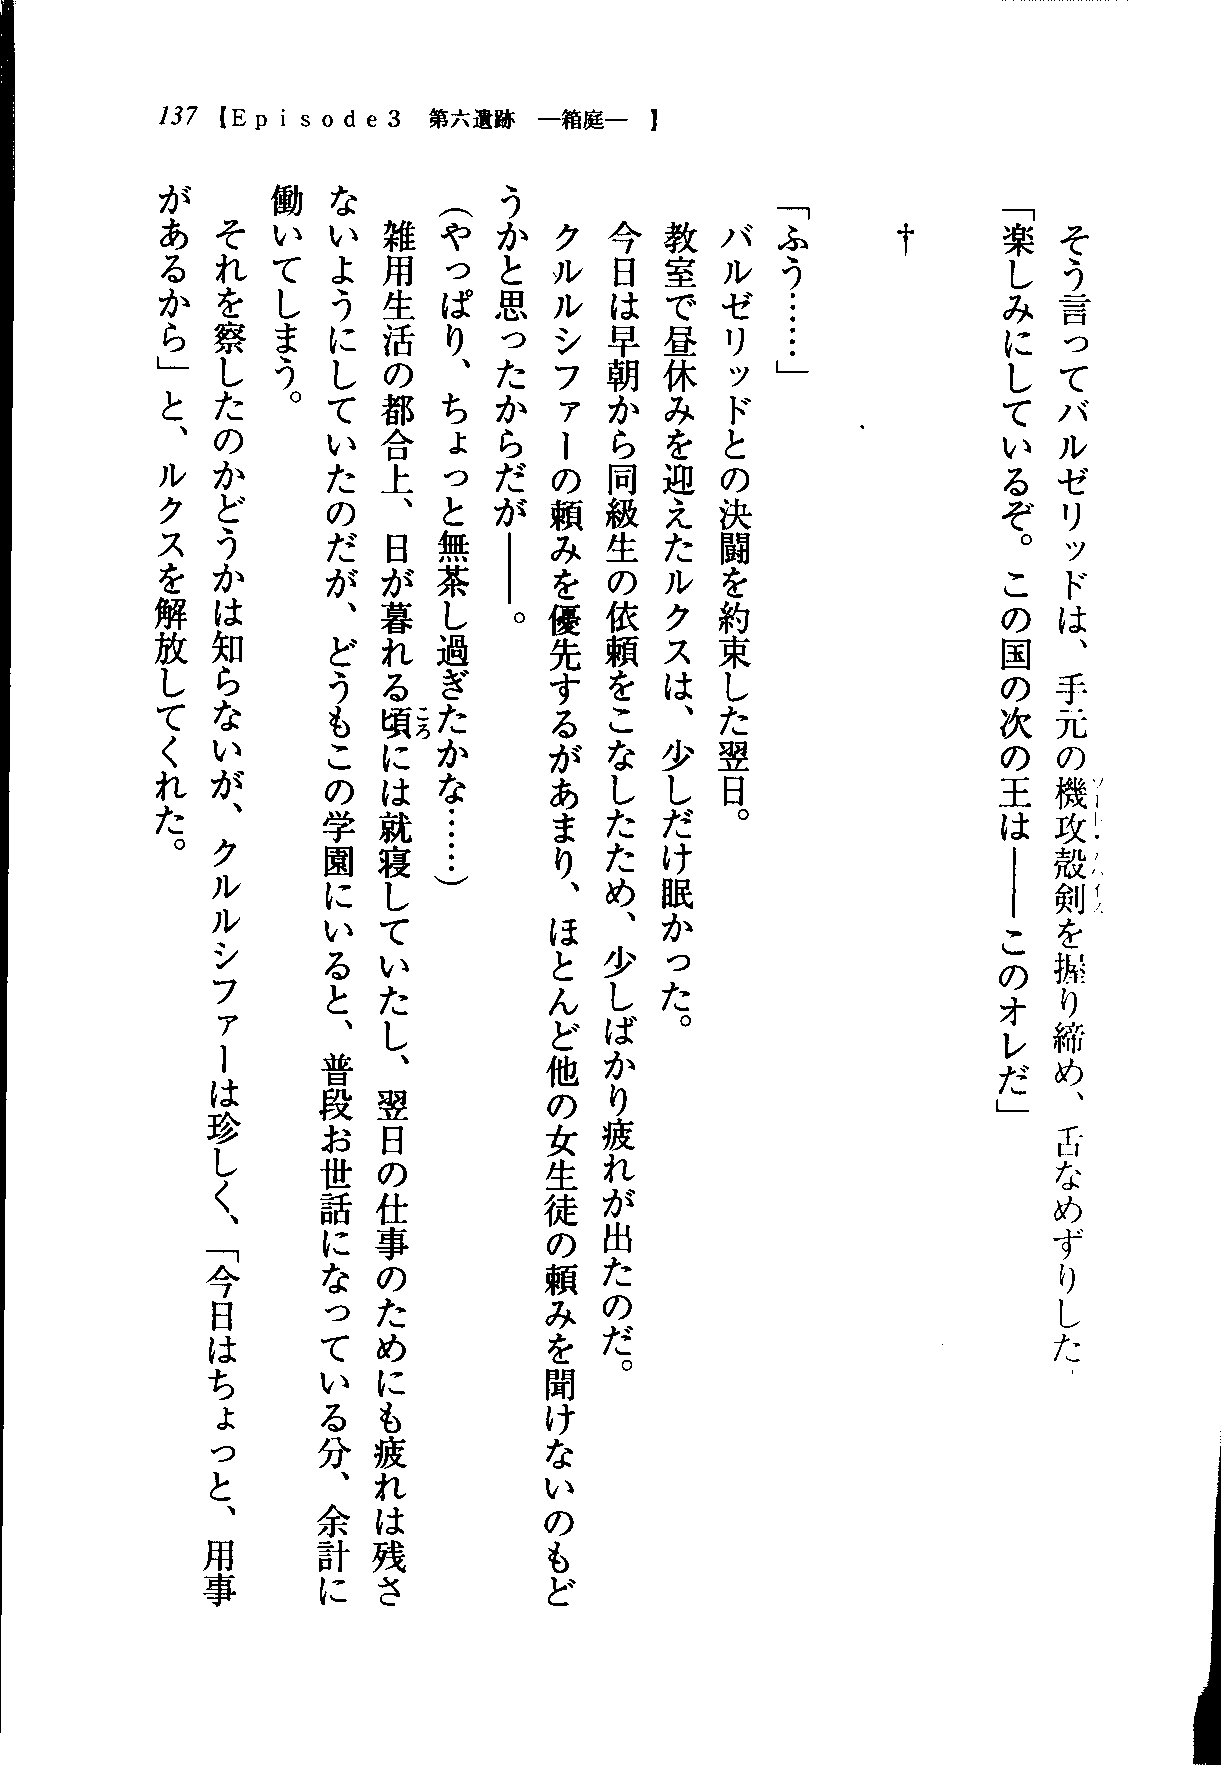 137 【Episode3　第六遺跡　―箱庭―　】
　そう言ってバルゼリッドは、手元の機攻殻剣を握り締め、舌なめずりした
「楽しみにしているぞ。この国の次の王は――このオレだ」
†
「ふう……」
　バルゼリッドとの決闘を約束した翌日。
　教室で昼休みを迎えたルクスは、少しだけ眠かった。
　今日は早朝から同級生の依頼をこなしたため、少しばかり疲れが出たのだ。
　クルルシファーの頼みを優先するがあまり、ほとんど他の女生徒の頼みを聞けないのもど
うかと思ったからだが――。
（やっぱり、ちょっと無茶し過ぎたかな……）
　雑用生活の都合上、日が暮れる頃ころには就寝していたし、翌日の仕事のためにも疲れは残さ
ないようにしていたのだが、どうもこの学園にいると、普段お世話になっている分、余計に
働いてしまう。
　それを察したのかどうかは知らないが、クルルシファーは珍しく、「今日はちょっと、用事
があるから」と、ルクスを解放してくれた。